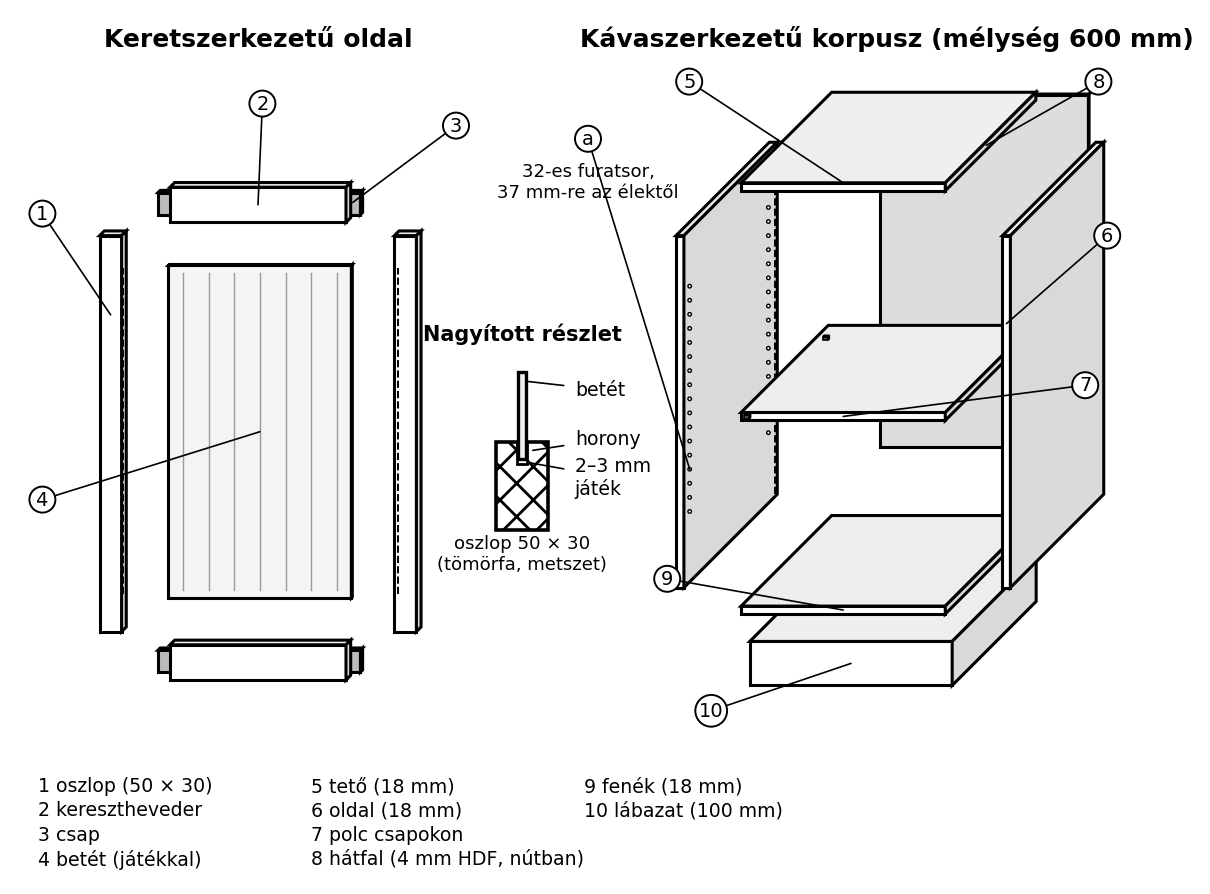 Keretszerkezetű oldal
Kávaszerkezetű korpusz (mélység 600 mm)
5
8
2
3
a
32-es furatsor,
37 mm-re az élektől
1
6
Nagyított részlet
betét
7
horony
2–3 mm
játék
4
oszlop 50 × 30
(tömörfa, metszet)
9
10
1 oszlop (50 × 30)
2 keresztheveder
3 csap
4 betét (játékkal)
5 tető (18 mm)
6 oldal (18 mm)
7 polc csapokon
8 hátfal (4 mm HDF, nútban)
9 fenék (18 mm)
10 lábazat (100 mm)